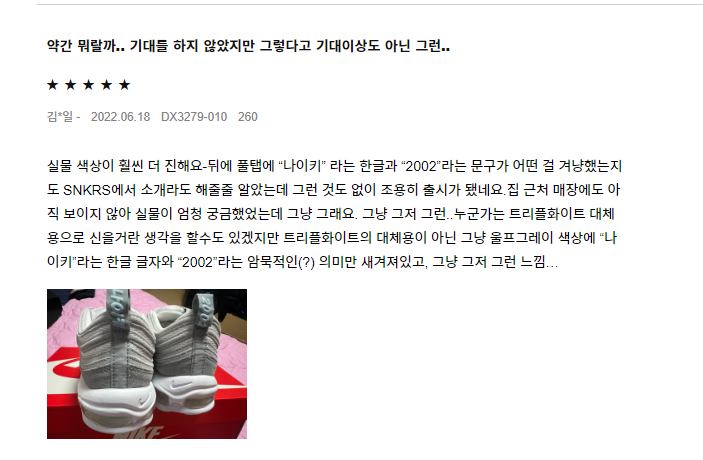 약간 뭐랄까.. 기대를 하지 않았지만 그렇다고 기대이상도 아닌 그런..
★ ★ ★ ★ ★
김*일 - 2022.06.18 DX3279-010 260
실물 색상이 훨씬 더 진해요-뒤에 풀탭에 “나이키” 라는 한글과 “2002”라는 문구가 어떤 걸 겨냥했는지
도 SNKRS에서 소개라도 해줄줄 알았는데 그런 것도 없이 조용히 출시가 됐네요.집 근처 매장에도 아
직 보이지 않아 실물이 엄청 궁금했었는데 그냥 그래요. 그냥 그저 그런..누군가는 트리플화이트 대체
용으로 신을거란 생각을 할수도 있겠지만 트리플화이트의 대체용이 아닌 그냥 울프그레이 색상에 “나
이키”라는 한글 글자와 “2002”라는 암묵적인(?) 의미만 새겨져있고, 그냥 그저 그런 느낌…
NIKE